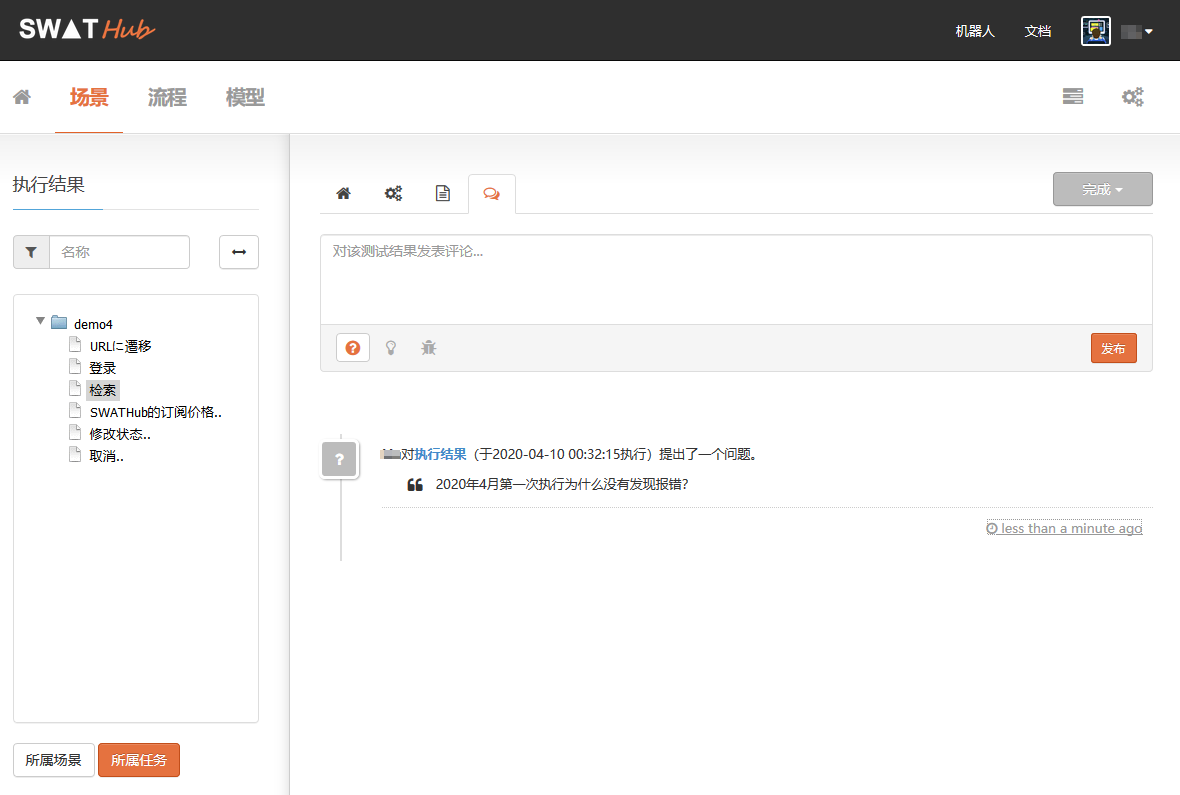 SWATHub
机器人
文档
场景
流程
模型
执行结果
完成
名称
对该测试结果发表评论...
demo4
URLに遷移
登录
检索
SWATHub的订阅价格..
修改状态..
取消..
发布
?
对执行结果（于2020-04-10 00:32:15执行）提出了一个问题。
2020年4月第一次执行为什么没有发现报错?
less than a minute ago
所属场景
所属任务